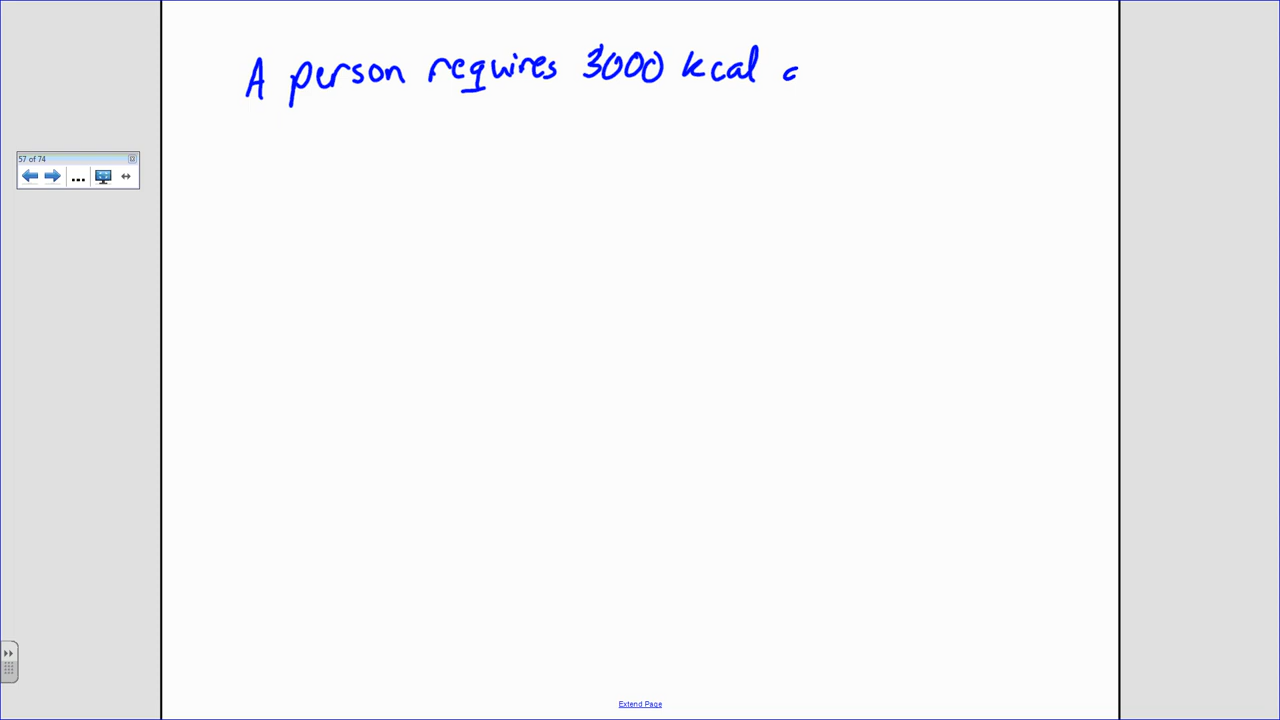 A person requires 3000 kcal
57 of 74
...
Extend Page